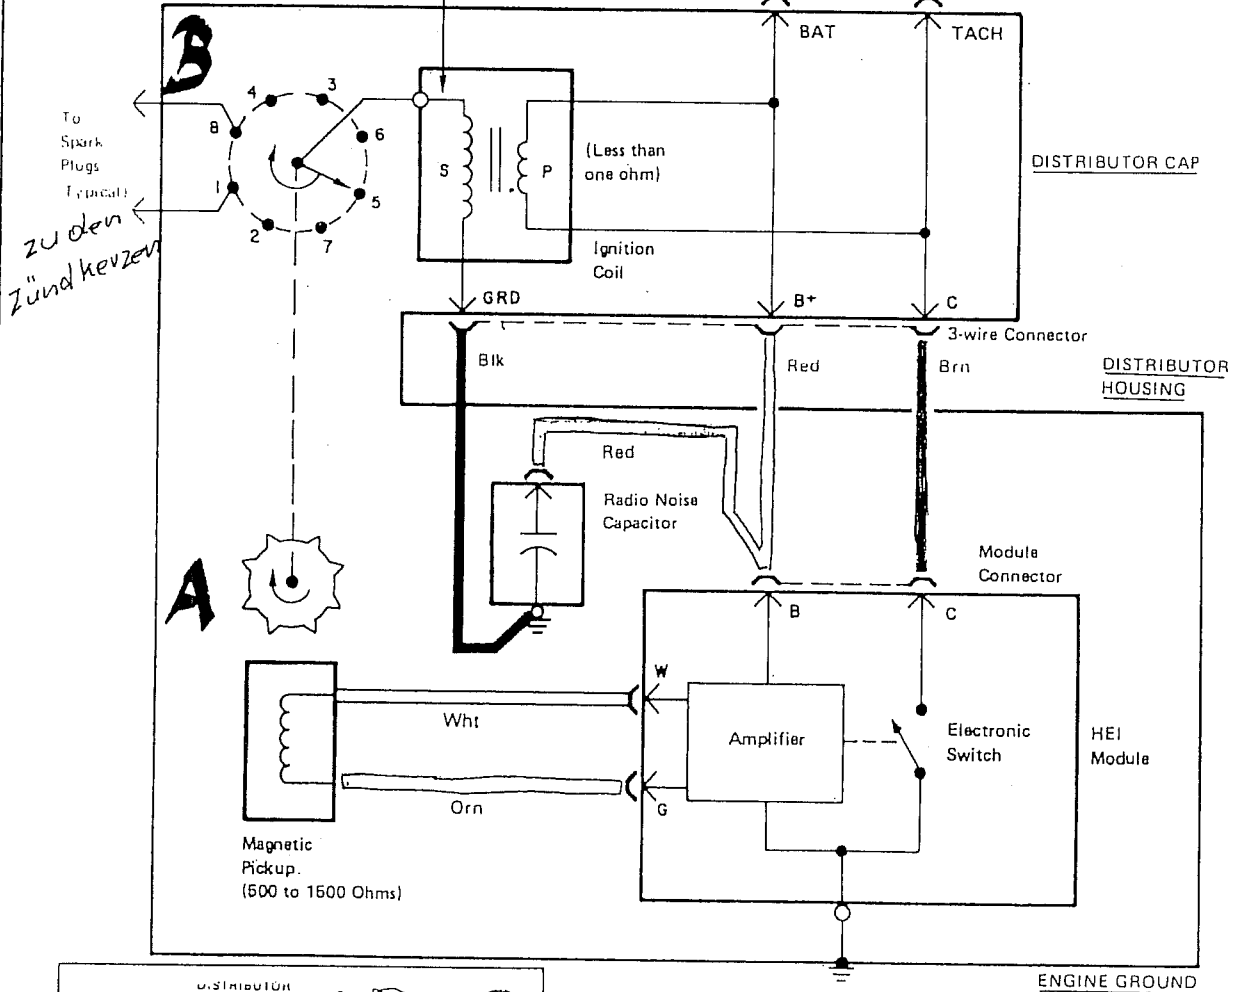 B
BAT
TACH
4
3
8
6
1
5
2
7
To
Spark
Plugs
Typical)
zu den
Zündkerzen
S
P
(Less than
one ohm)
DISTRIBUTOR CAP
Ignition
Coil
GRD
B+
C
3-wire Connector
Blk
Red
Brn
DISTRIBUTOR
HOUSING
Red
Radio Noise
Capacitor
Module
Connector
A
B
C
W
Wht
Amplifier
Electronic
Switch
HEI
Module
G
Orn
Magnetic
Pickup.
(500 to 1500 Ohms)
ENGINE GROUND
DISTRIBUTOR